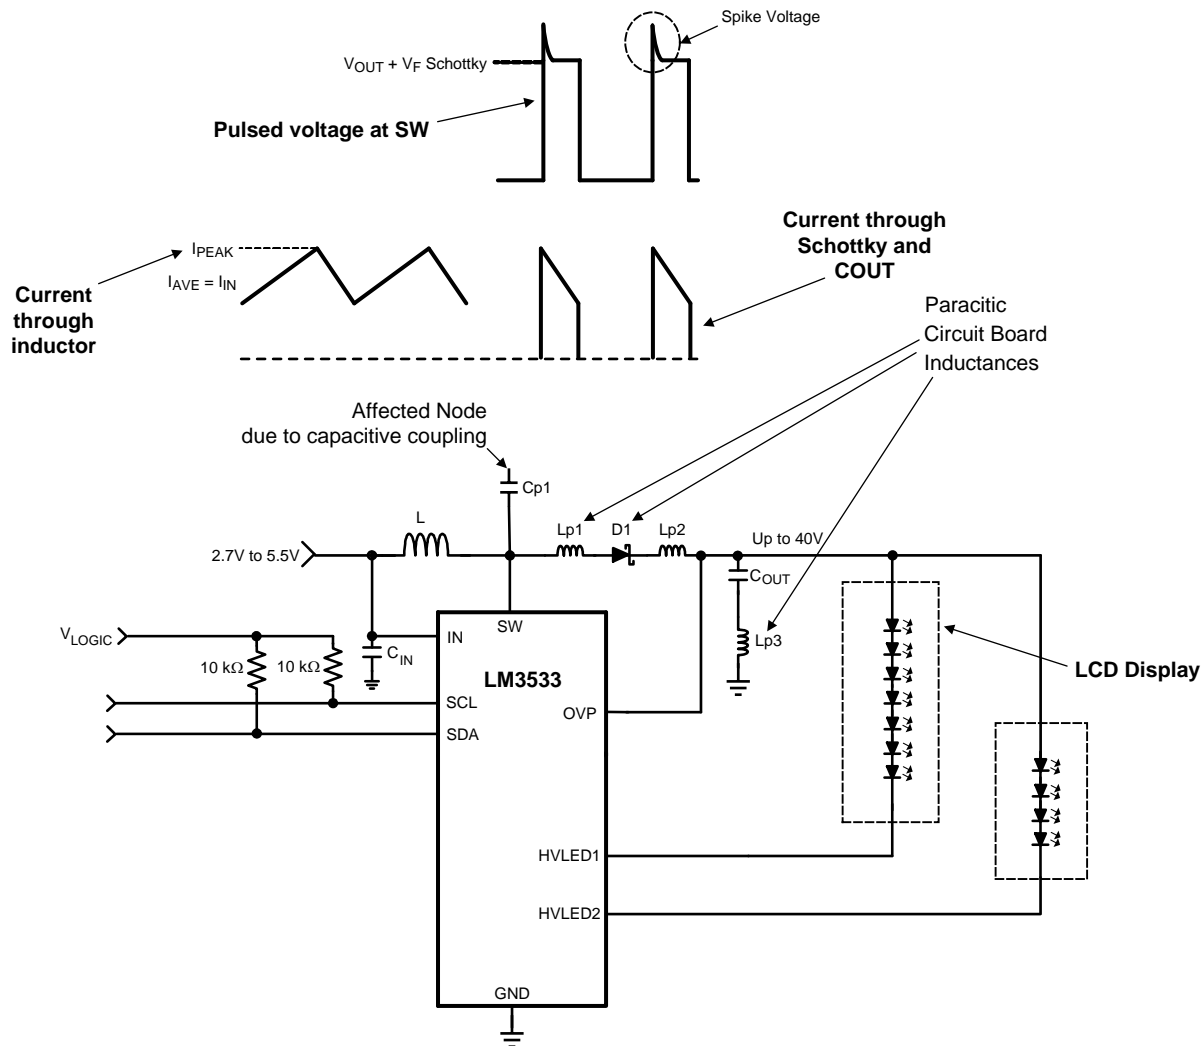 Spike Voltage
VOUT + VF Schottky
Pulsed voltage at SW
Current through
Schottky and
COUT
IPEAK
IAVE = IIN
Current
through
inductor
Paracitic
Circuit Board
Inductances
Affected Node
due to capacitive coupling
Cp1
L
Lp1
D1
Lp2
2.7V to 5.5V
Up to 40V
COUT
SW
VLOGIC
IN
CIN
Lp3
10 kΩ
10 kΩ
LM3533
LCD Display
SCL
OVP
SDA
HVLED1
HVLED2
GND